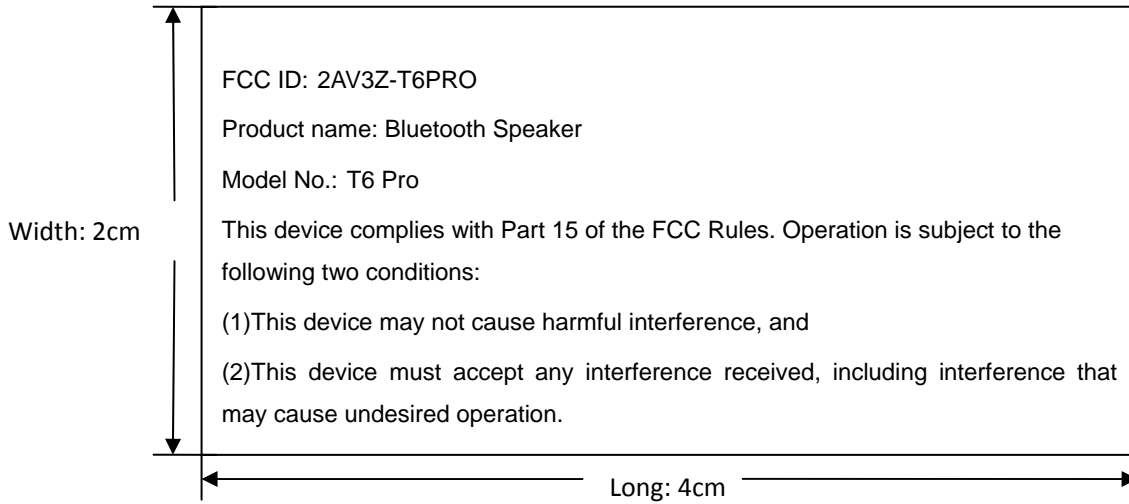 FCC ID: 2AV3Z-T6PRO
Product name: Bluetooth Speaker
Model No.: T6 Pro
Width: 2cm
This device complies with Part 15 of the FCC Rules. Operation is subject to the
following two conditions:
(1)This device may not cause harmful interference, and
(2)This device must accept any interference received, including interference that
may cause undesired operation.
Long: 4cm